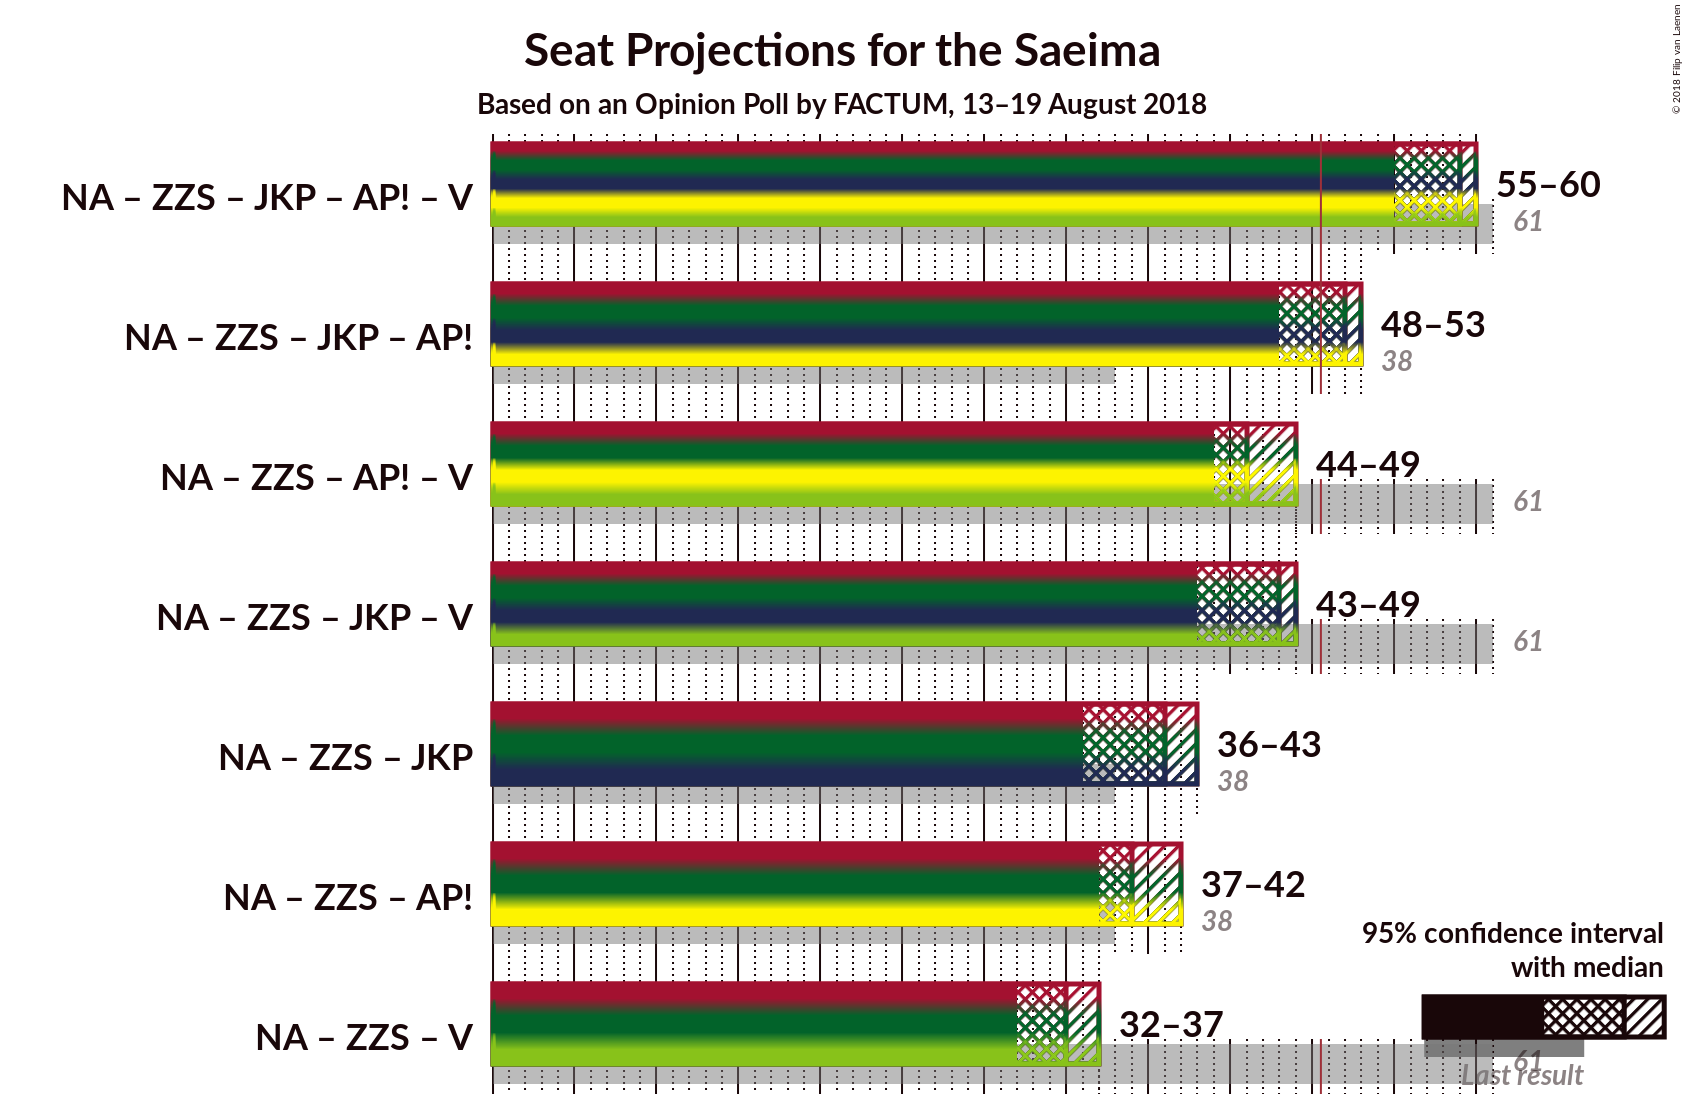 Seat Projections for the Saeima
Based on an Opinion Poll by FACTUM, 13–19 August 2018
© 2018 Filip van Laenen
NA – ZZS – JKP – AP! – V
55–60
61
NA – ZZS – JKP – AP!
48–53
38
NA – ZZS – AP! – V
44–49
61
NA – ZZS – JKP – V
43–49
61
NA – ZZS – JKP
36–43
38
NA – ZZS – AP!
37–42
38
NA – ZZS – V
32–37
61
95% confidence interval
with median
Last result